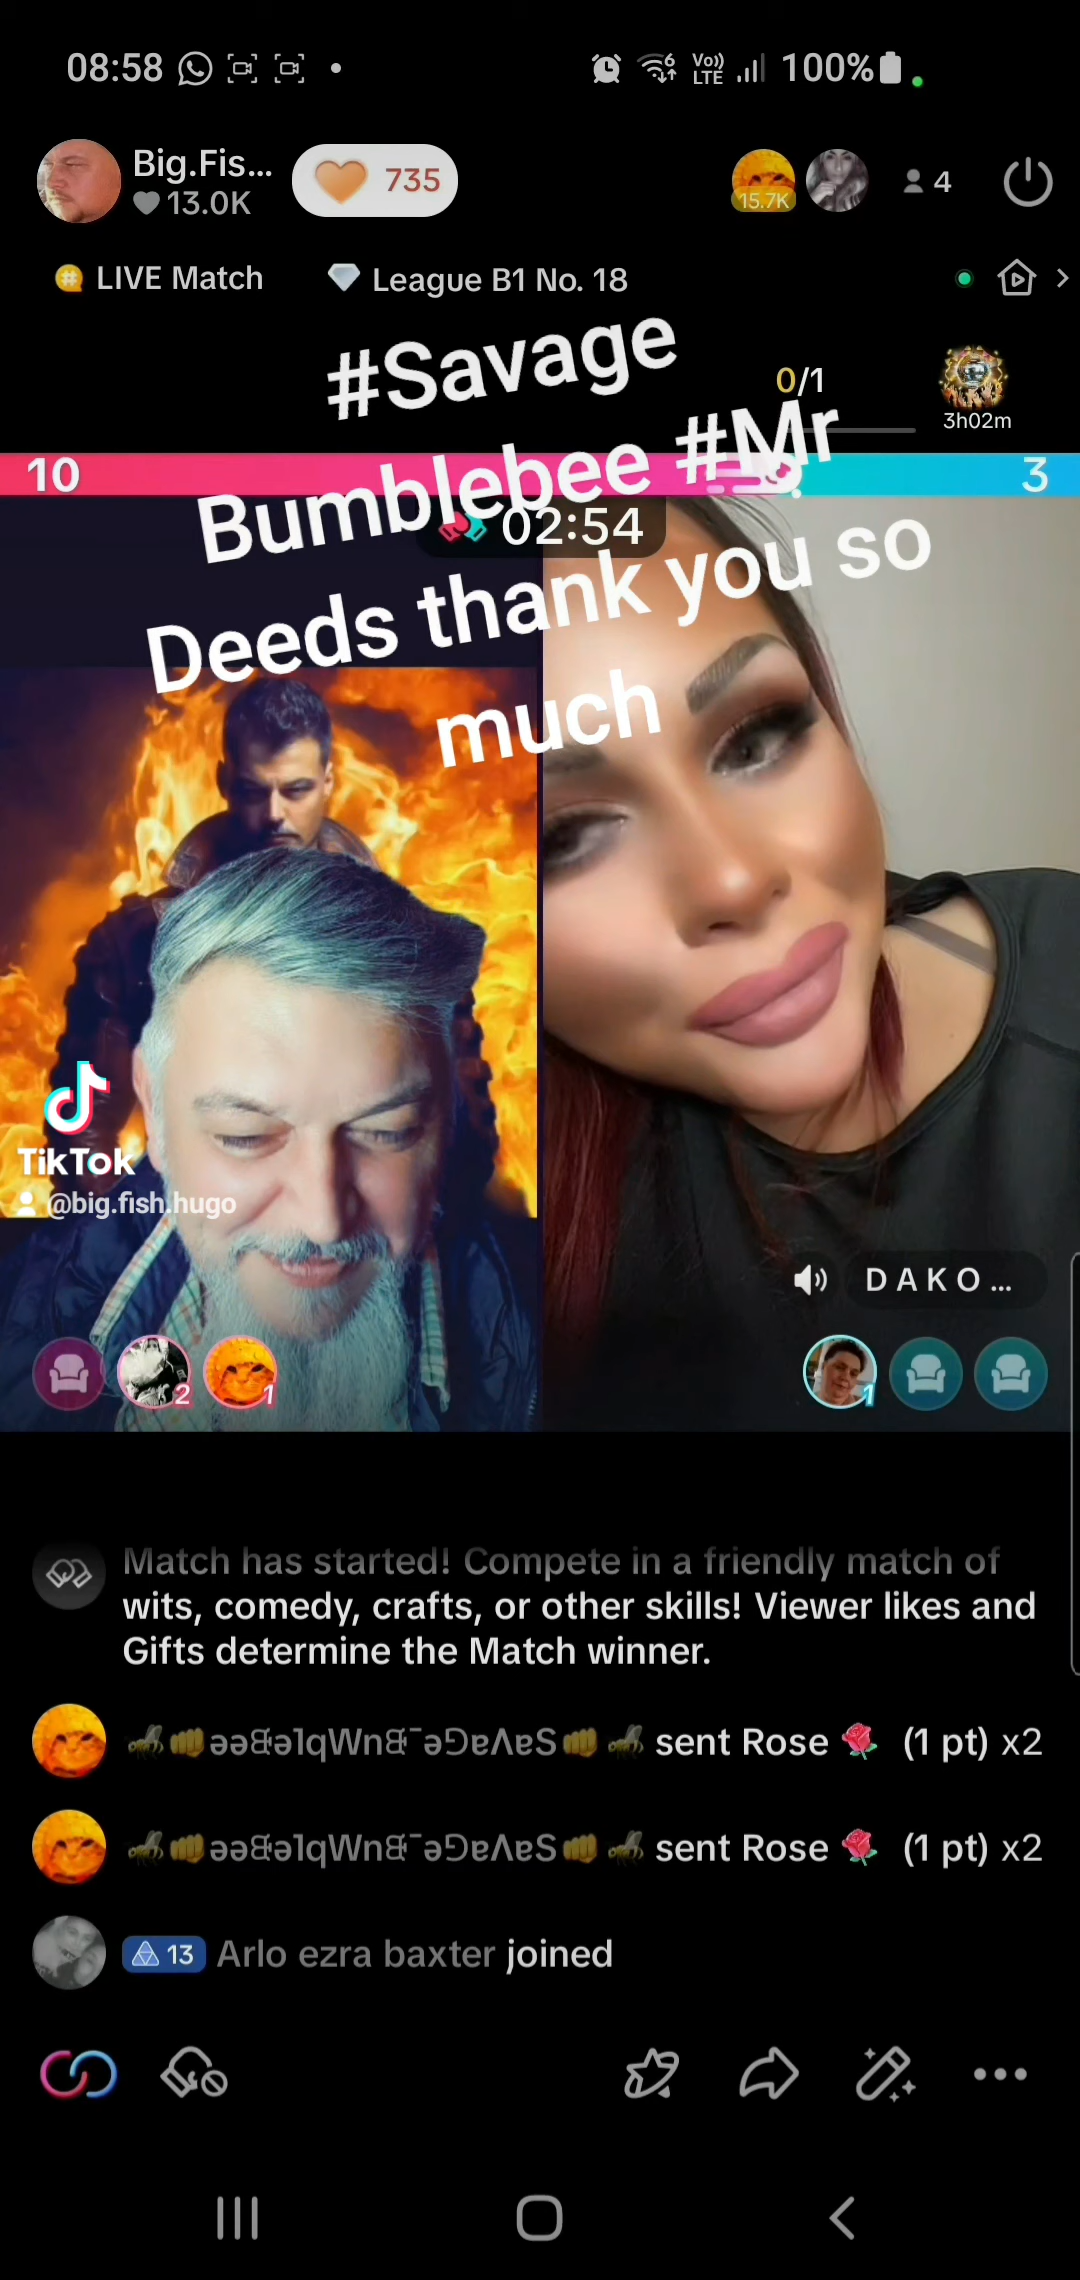 08:58
Vo)) LTE
100%
Big.Fis...
13.0K
735
15.7K
4
LIVE Match
League B1 No. 18
#Savage
0/1
3h02m
Bumblebee #Mr
10
3
02:54
Deeds thank you so
much
TikTok
@big.fish.hugo
D A K O ...
2
1
1
Match has started! Compete in a friendly match of
wits, comedy, crafts, or other skills! Viewer likes and
Gifts determine the Match winner.
sent Rose (1 pt) x2
sent Rose (1 pt) x2
13 Arlo ezra baxter joined